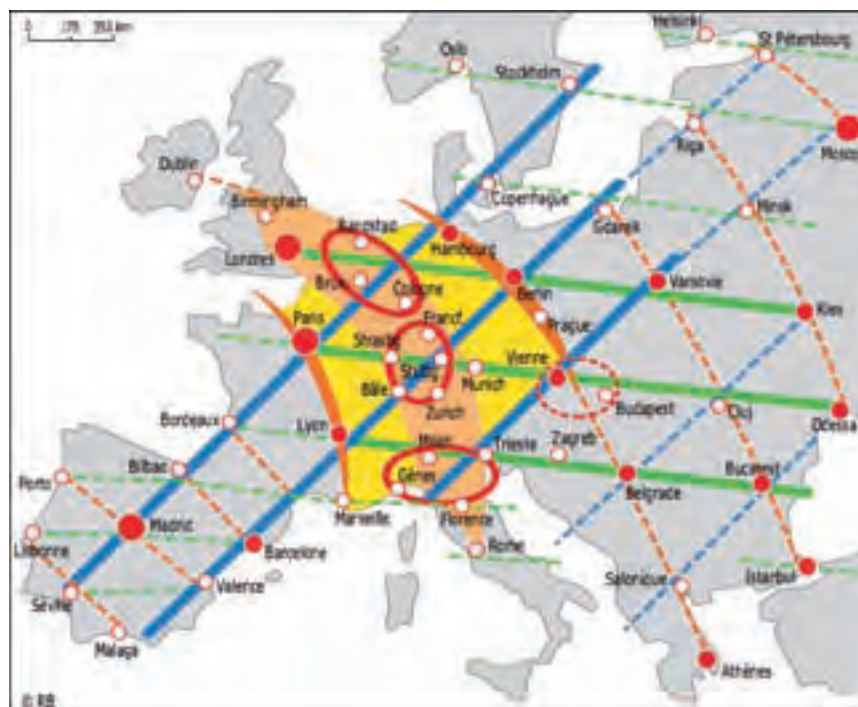 0 175 350 km
Helsinki
St Pétersbourg
Oslo
Stockholm
Riga
Moscou
Dublin
Copenhague
Gdansk
Minsk
Birmingham
Randstad
Hambourg
Londres
Brux
Cologne
Berlin
Varsovie
Kiev
Paris
Francf
Prague
Strasbg
Stuttg
Munich
Vienne
Bâle
Zurich
Budapest
Cluj
Odessa
Bordeaux
Lyon
Milan
Trieste
Zagreb
Bilbao
Porto
Gênes
Belgrade
Bucarest
Madrid
Marseille
Florence
Lisbonne
Barcelone
Rome
Séville
Valence
Salonique
Istanbul
Malaga
Athènes